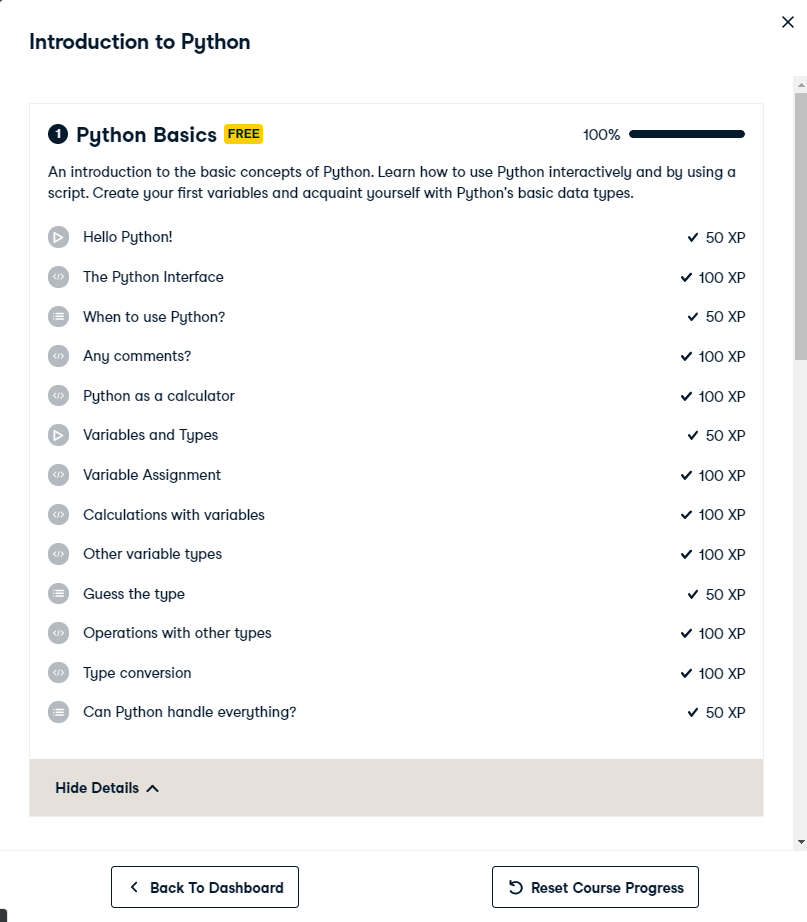 Introduction to Python
1 Python Basics FREE 100%
An introduction to the basic concepts of Python. Learn how to use Python interactively and by using a
script. Create your first variables and acquaint yourself with Python's basic data types.
Hello Python! 50 XP
The Python Interface 100 XP
When to use Python? 50 XP
Any comments? 100 XP
Python as a calculator 100 XP
Variables and Types 50 XP
Variable Assignment 100 XP
Calculations with variables 100 XP
Other variable types 100 XP
Guess the type 50 XP
Operations with other types 100 XP
Type conversion 100 XP
Can Python handle everything? 50 XP
Hide Details
Back To Dashboard Reset Course Progress